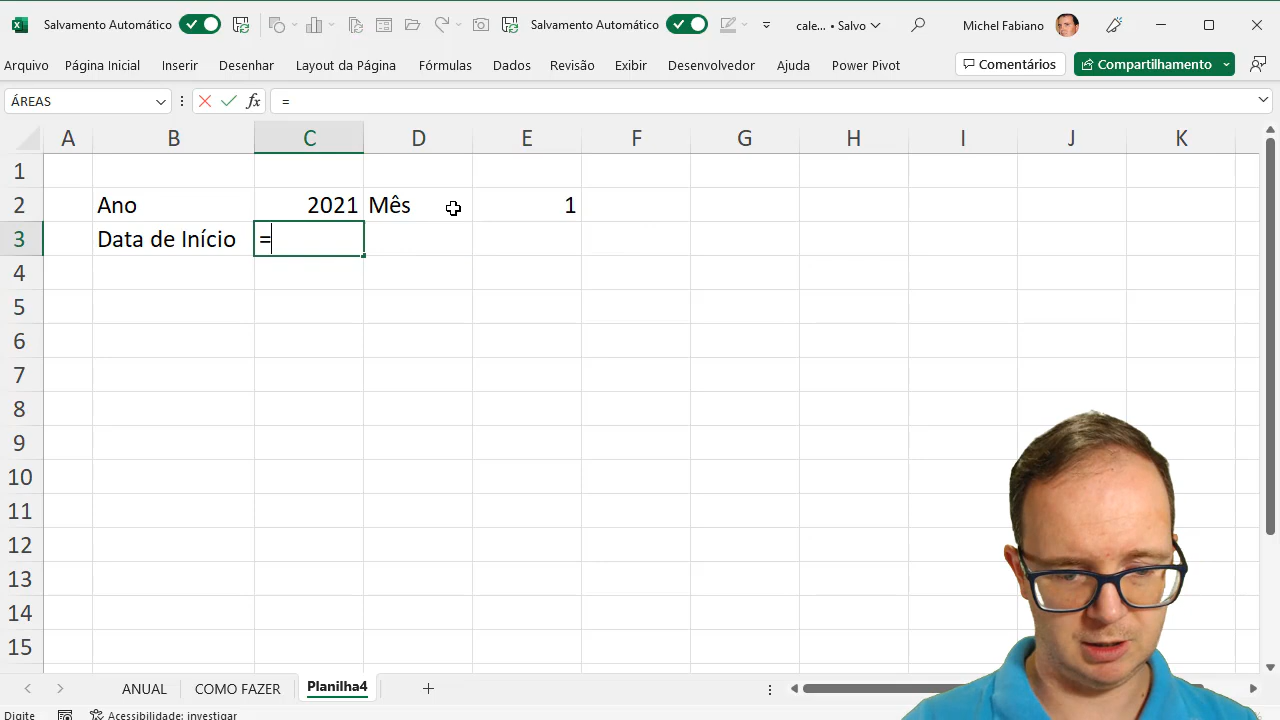 Salvamento Automático Salvamento Automático cale... • Salvo Michel Fabiano
Arquivo Página Inicial Inserir Desenhar Layout da Página Fórmulas Dados Revisão Exibir Desenvolvedor Ajuda Power Pivot Comentários Compartilhamento
ÁREAS fx =
A B C D E F G H I J K
1
2 Ano 2021 Mês 1
3 Data de Início =
4
5
6
7
8
9
10
11
12
13
14
15
ANUAL COMO FAZER Planilha4
Digite Acessibilidade: investigar